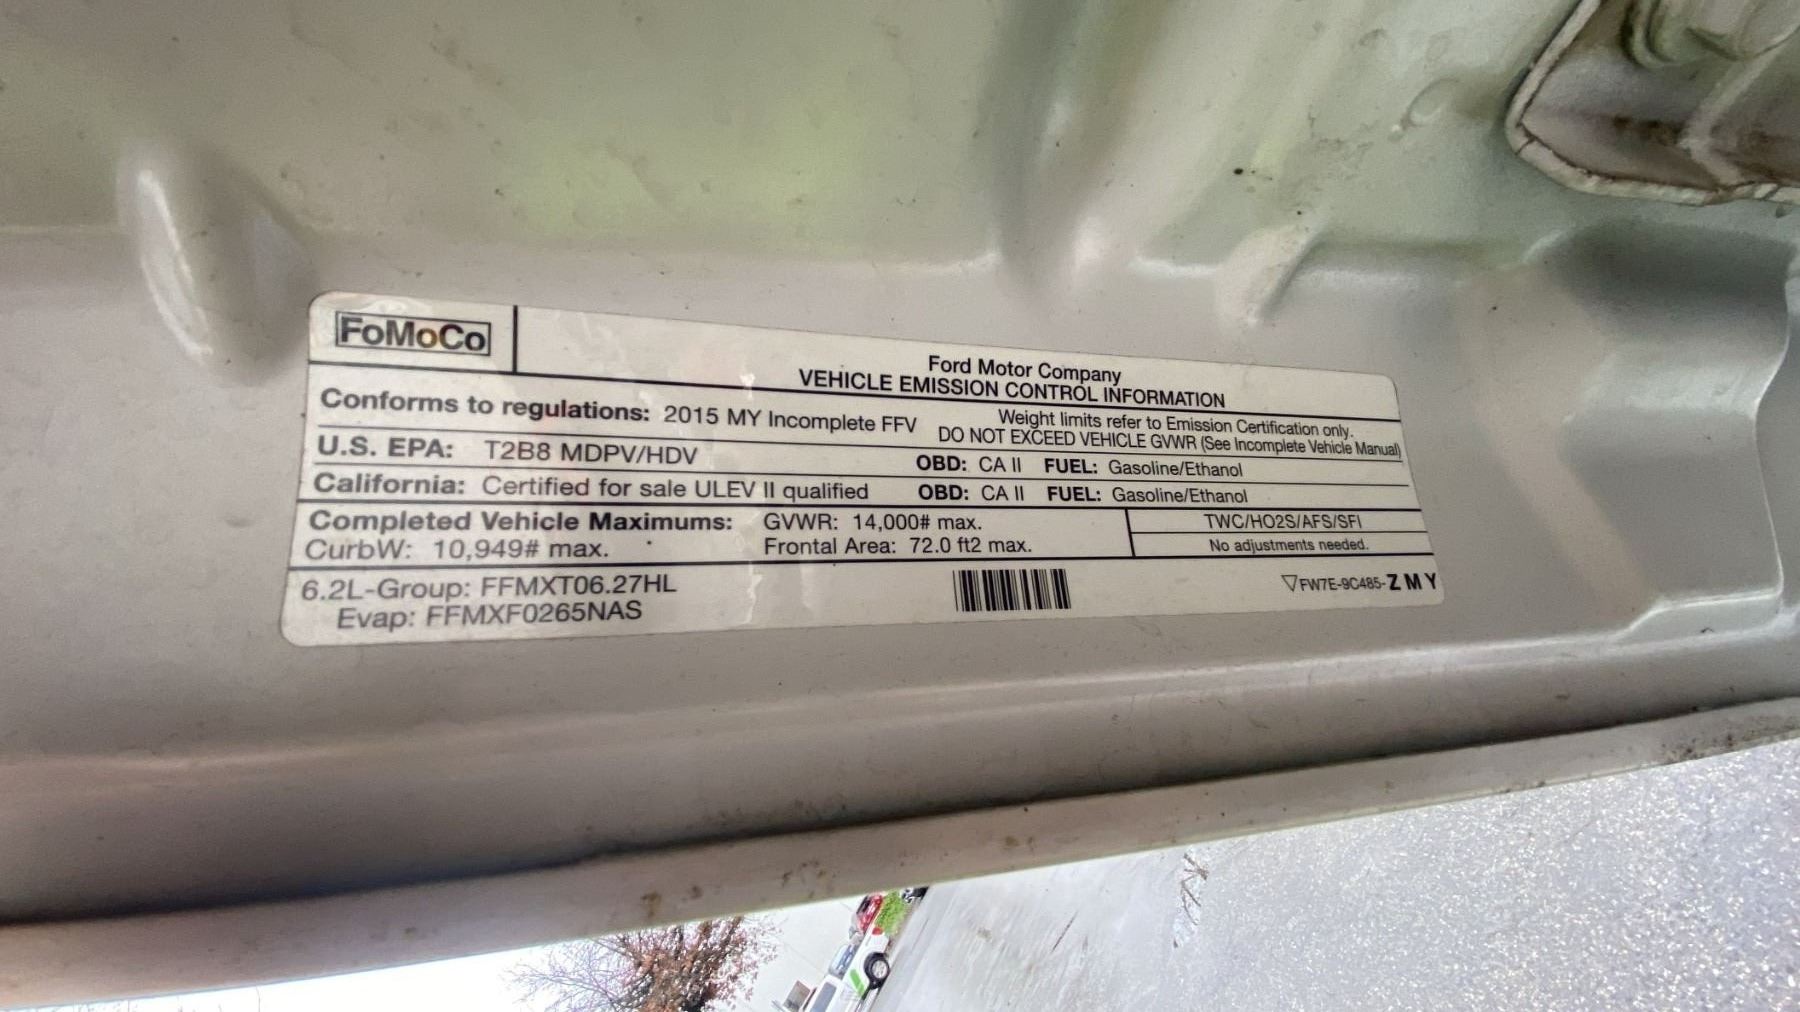 FoMoCo
Ford Motor Company
VEHICLE EMISSION CONTROL INFORMATION
Conforms to regulations: 2015 MY Incomplete FFV
Weight limits refer to Emission Certification only.
DO NOT EXCEED VEHICLE GVWR (See Incomplete Vehicle Manual)
U.S. EPA: T2B8 MDPV/HDV OBD: CA II FUEL: Gasoline/Ethanol
California: Certified for sale ULEV II qualified OBD: CA II FUEL: Gasoline/Ethanol
Completed Vehicle Maximums: GVWR: 14,000# max.
CurbW: 10,949# max. Frontal Area: 72.0 ft2 max.
TWC/HO2S/AFS/SFI
No adjustments needed.
6.2L-Group: FFMXT06.27HL
Evap: FFMXF0265NAS
▽FW7E-9C485-ZMY